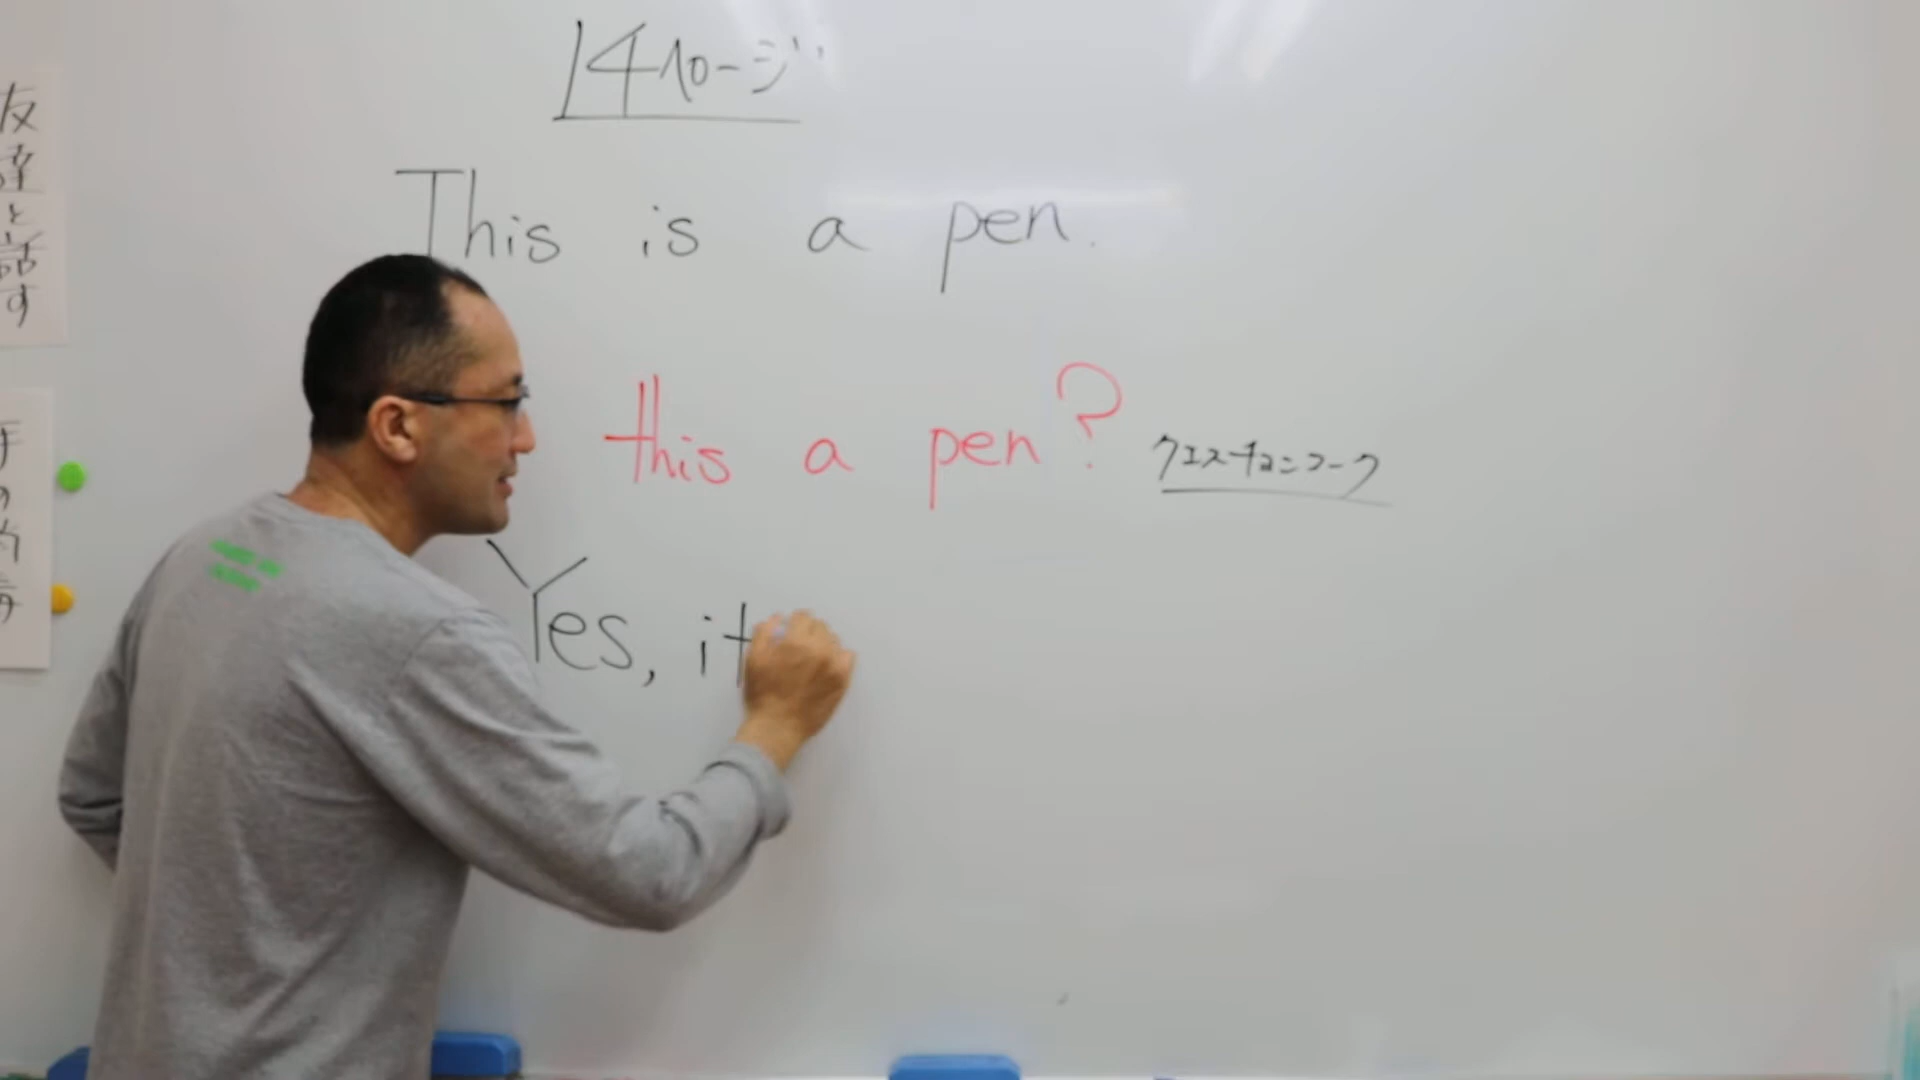 14ページ
This is a pen.
this a pen?
クエスチョンマーク
Yes, it
友達と話す